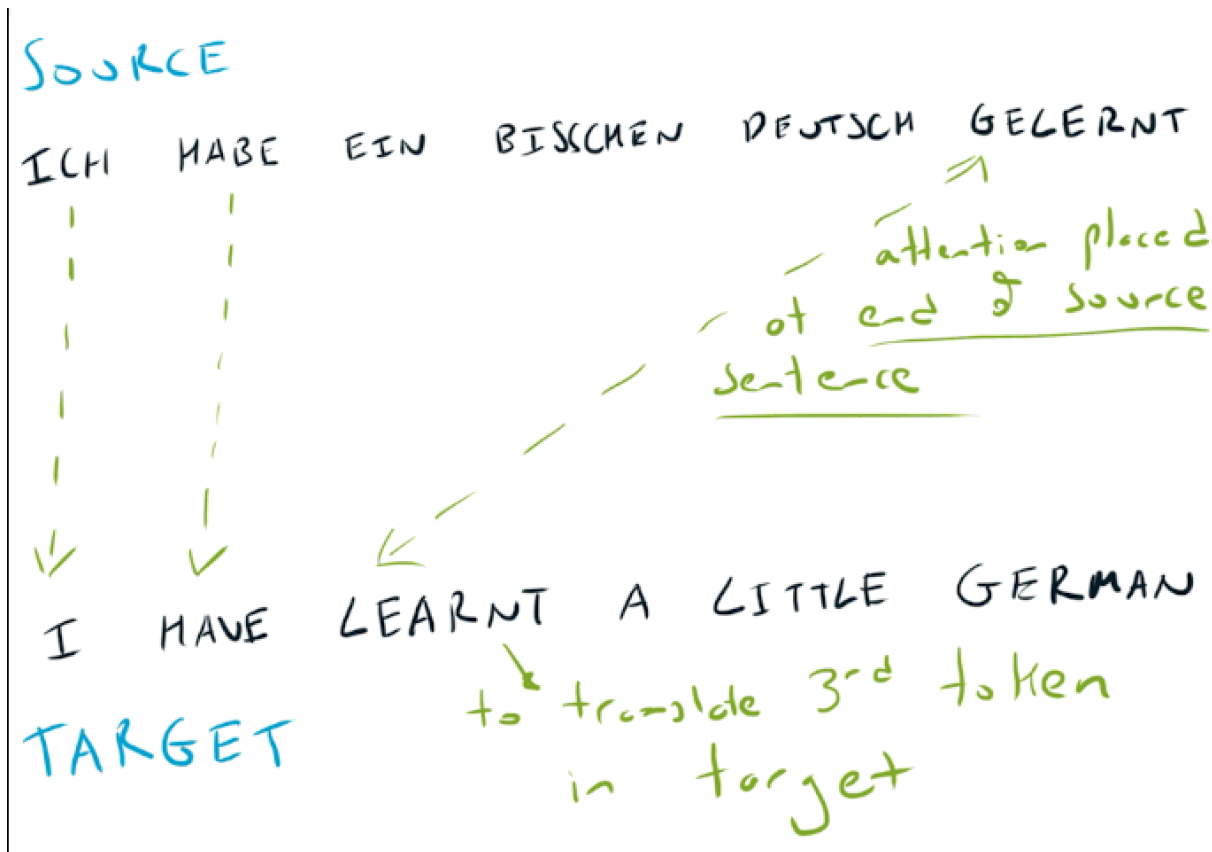 SOURCE
ICH HABE EIN BISSCHEN DEUTSCH GELERNT
attention placed
at end of source
sentence
I HAVE LEARNT A LITTLE GERMAN
to translate 3rd token
in target
TARGET